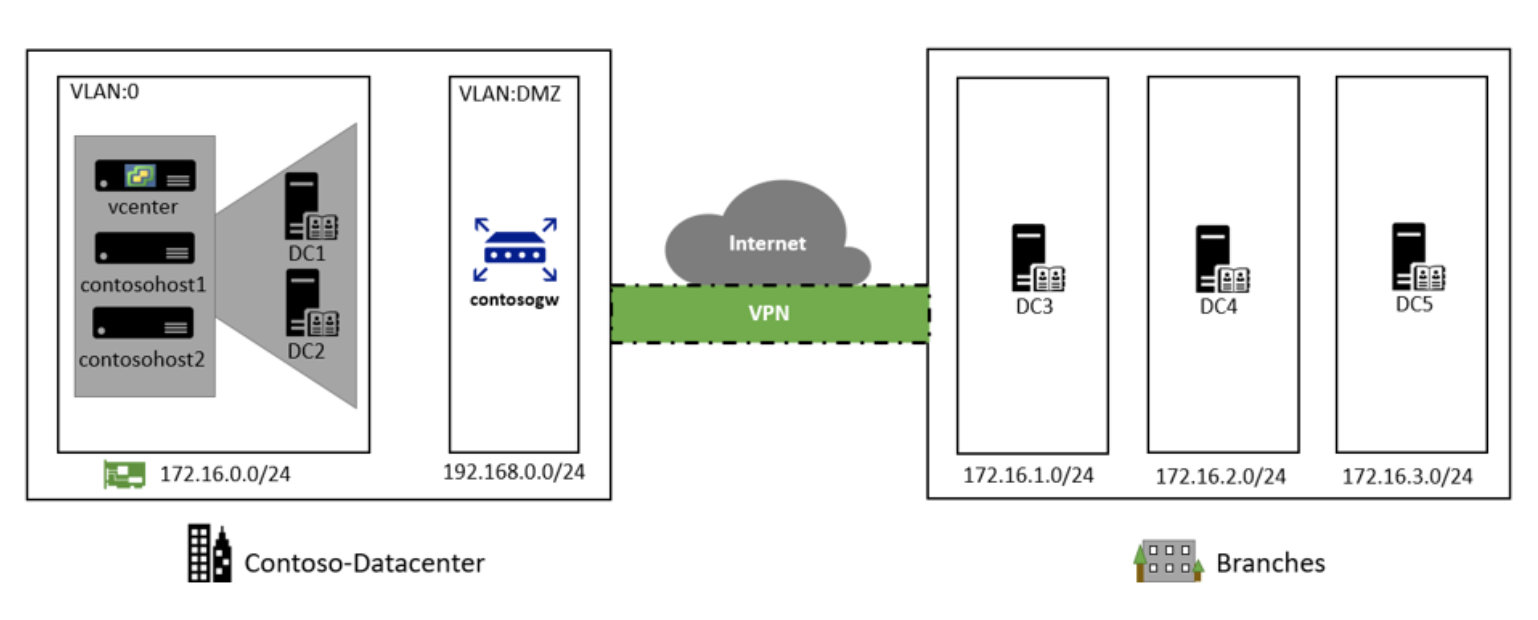 VLAN:0
vcenter
contosohost1
contosohost2
DC1
DC2
172.16.0.0/24
VLAN:DMZ
contosogw
192.168.0.0/24
Contoso-Datacenter
Internet
VPN
DC3
172.16.1.0/24
DC4
172.16.2.0/24
DC5
172.16.3.0/24
Branches